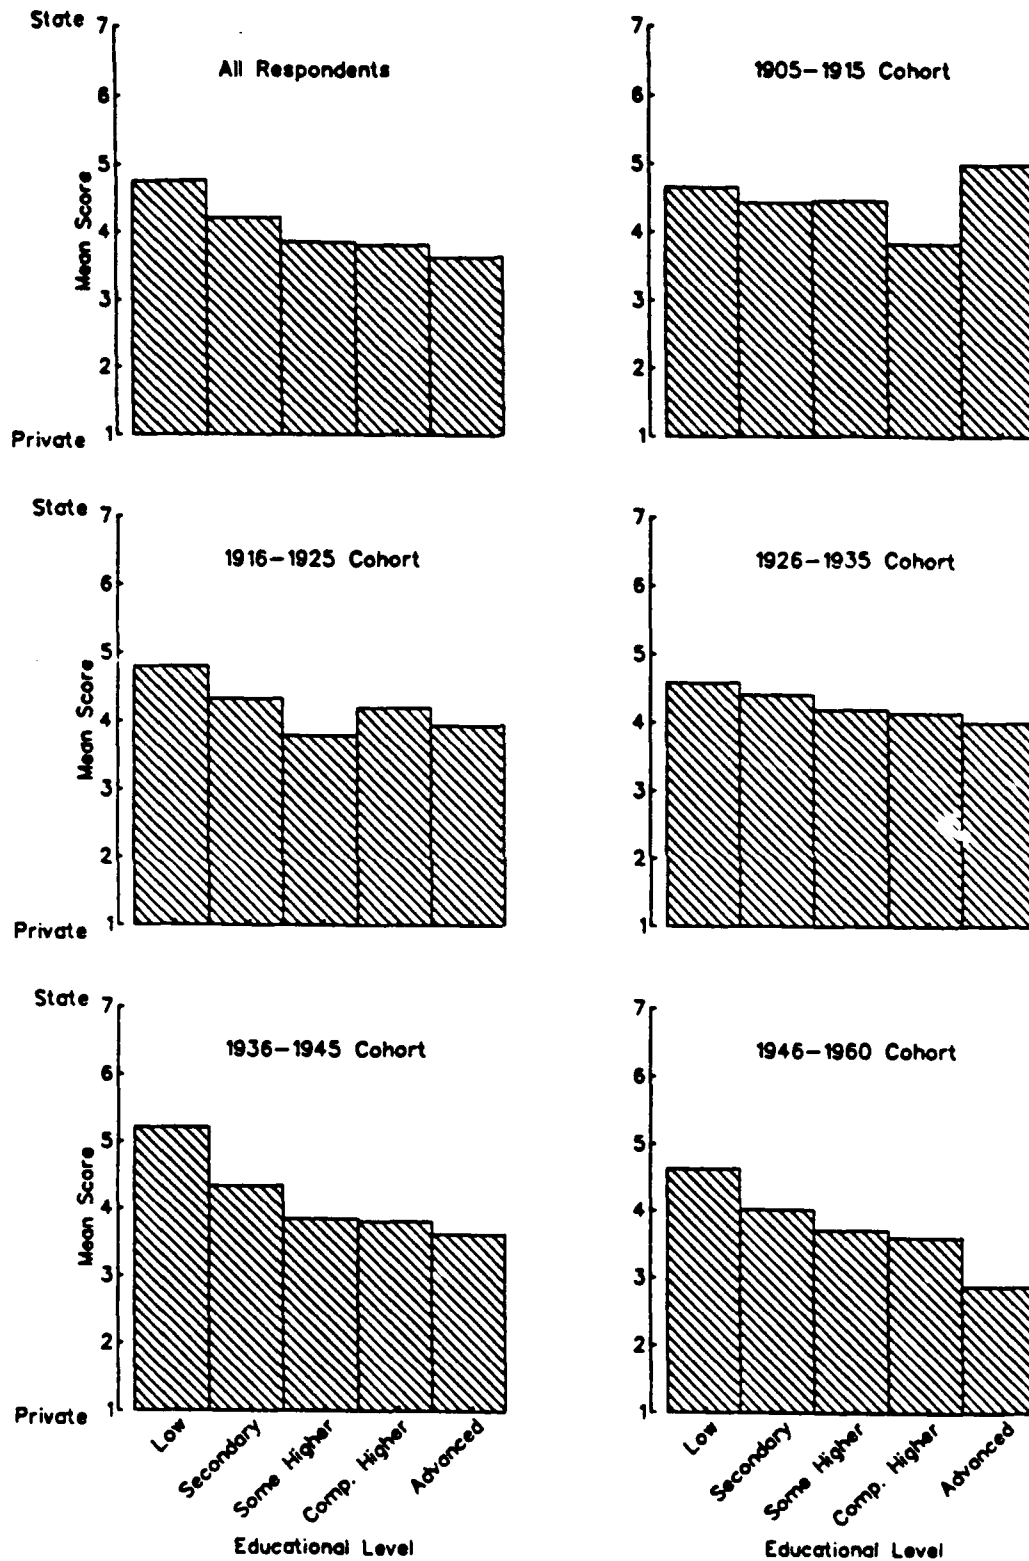 State
7
All Respondents
6
5
4
3
2
1
Mean Score
Private
7
1905-1915 Cohort
6
5
4
3
2
1
State
7
1916-1925 Cohort
6
5
4
3
2
1
Mean Score
Private
7
1926-1935 Cohort
6
5
4
3
2
1
State
7
1936-1945 Cohort
6
5
4
3
2
1
Mean Score
Private
Low
Secondary
Some Higher
Comp. Higher
Advanced
Educational Level
7
1946-1960 Cohort
6
5
4
3
2
1
Low
Secondary
Some Higher
Comp. Higher
Advanced
Educational Level